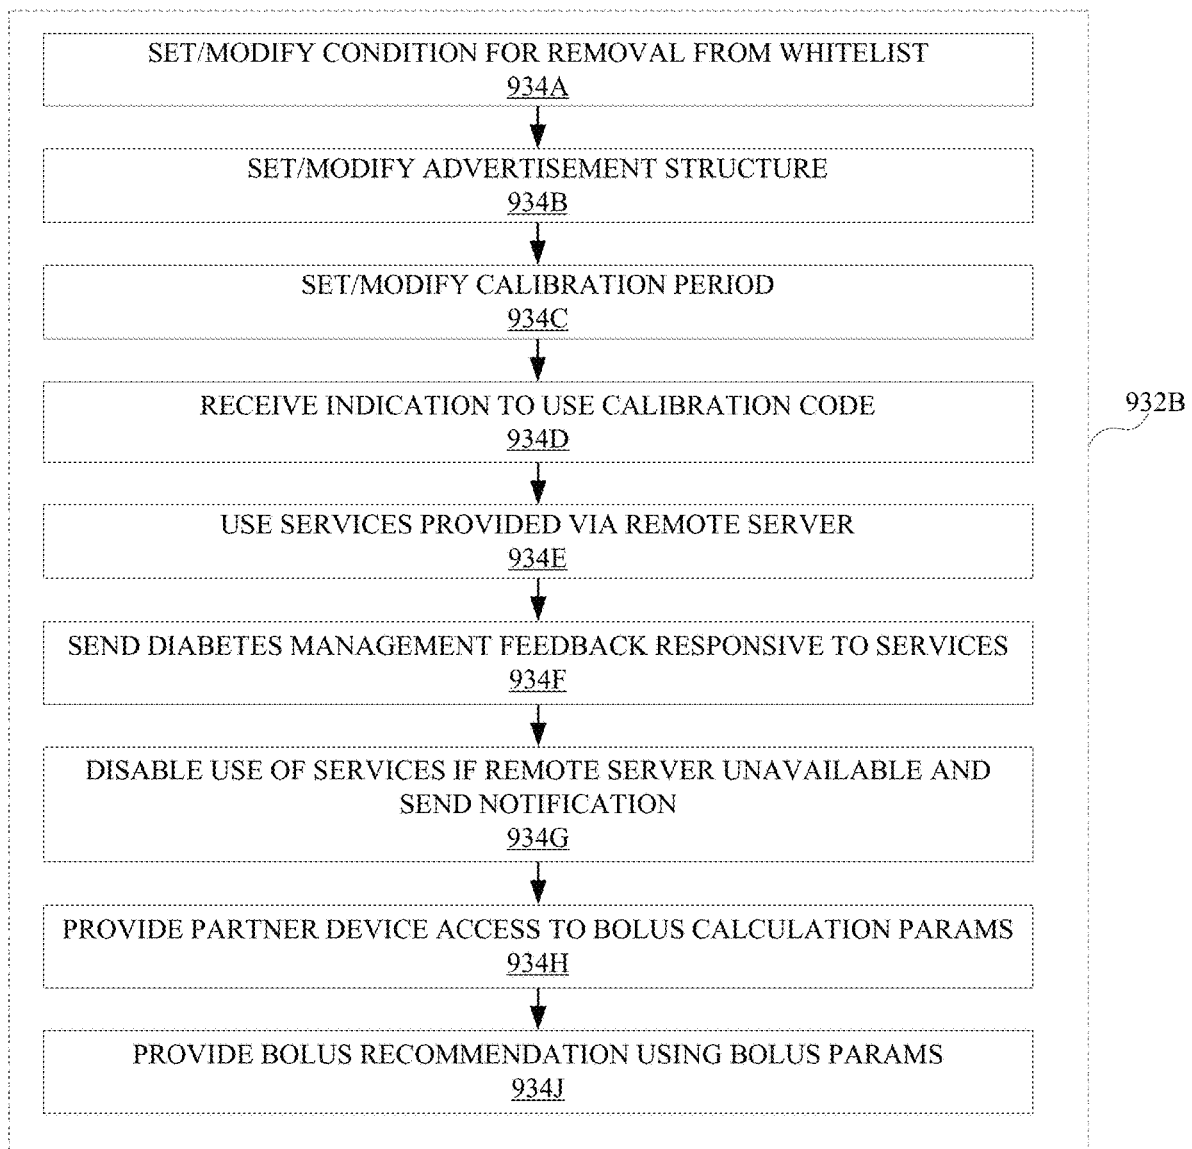 SET/MODIFY CONDITION FOR REMOVAL FROM WHITELIST
934A
SET/MODIFY ADVERTISEMENT STRUCTURE
934B
SET/MODIFY CALIBRATION PERIOD
934C
RECEIVE INDICATION TO USE CALIBRATION CODE
934D
932B
USE SERVICES PROVIDED VIA REMOTE SERVER
934E
SEND DIABETES MANAGEMENT FEEDBACK RESPONSIVE TO SERVICES
934F
DISABLE USE OF SERVICES IF REMOTE SERVER UNAVAILABLE AND
SEND NOTIFICATION
934G
PROVIDE PARTNER DEVICE ACCESS TO BOLUS CALCULATION PARAMS
934H
PROVIDE BOLUS RECOMMENDATION USING BOLUS PARAMS
934J